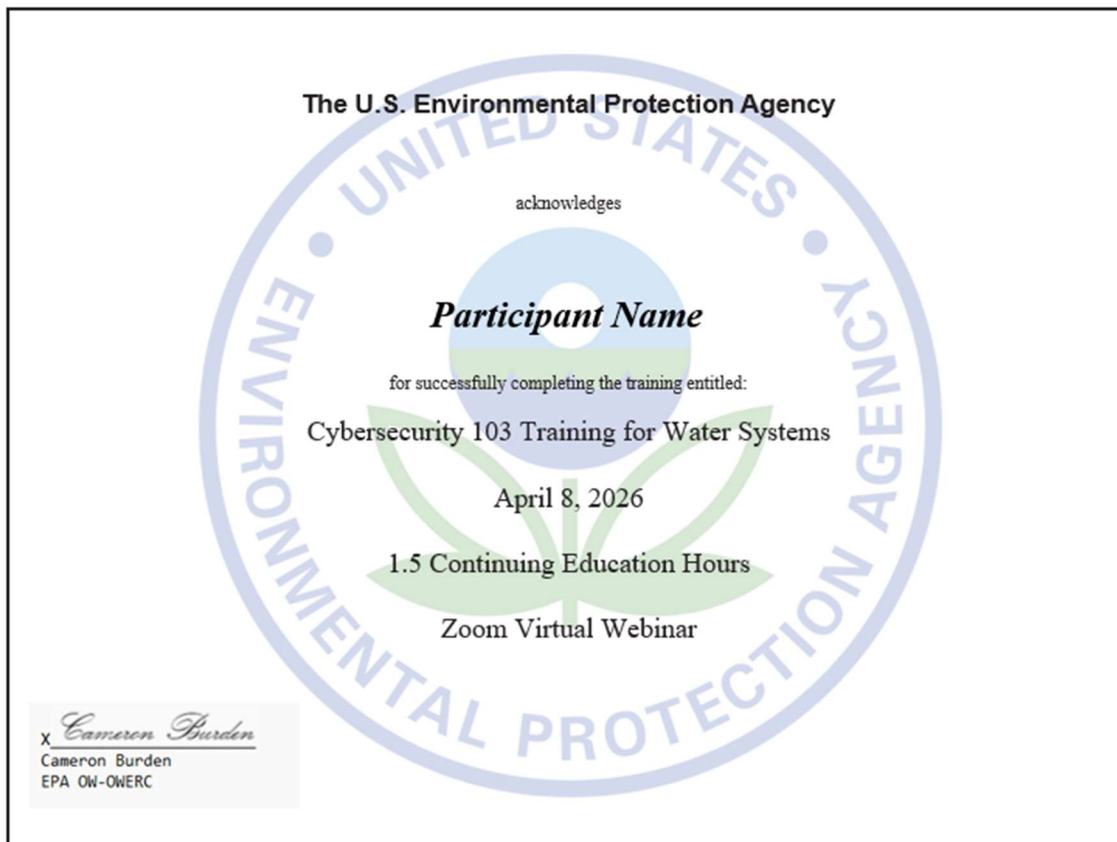 The U.S. Environmental Protection Agency
UNITED STATES
ENVIRONMENTAL PROTECTION AGENCY
acknowledges
Participant Name
for successfully completing the training entitled:
Cybersecurity 103 Training for Water Systems
April 8, 2026
1.5 Continuing Education Hours
Zoom Virtual Webinar
X Cameron Burden
Cameron Burden
EPA OW-OWERC